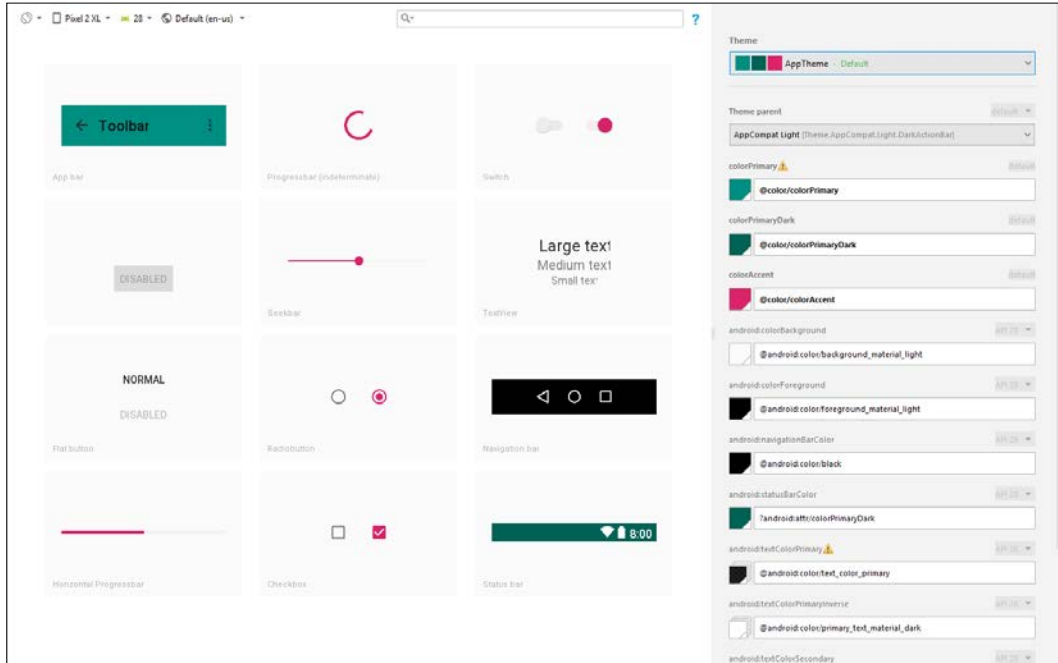 Pixel 2 XL 28 Default (en-us)
?
Toolbar
App bar
Progressbar (indeterminate)
Switch
DISABLED
Seekbar
Large text
Medium text
Small text
TextView
NORMAL
DISABLED
Flat button
Radiobutton
Navigation bar
Horizontal Progressbar
Checkbox
8:00
Status bar
Theme
AppTheme - Default
Theme parent default
AppCompat Light [Theme.AppCompat.Light.DarkActionBar]
colorPrimary default
@color/colorPrimary
colorPrimaryDark default
@color/colorPrimaryDark
colorAccent default
@color/colorAccent
android:colorBackground API 28
@android:color/background_material_light
android:colorForeground API 28
@android:color/foreground_material_light
android:navigationBarColor API 28
@android:color/black
android:statusBarColor API 28
?android:attr/colorPrimaryDark
android:textColorPrimary API 28
@android:color/text_color_primary
android:textColorPrimaryInverse API 28
@android:color/primary_text_material_dark
android:textColorSecondary API 28